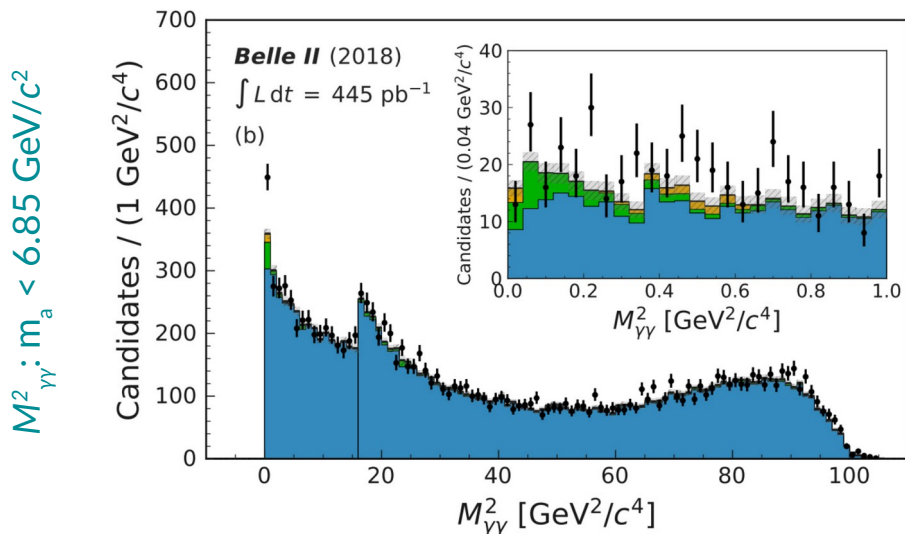 M²γγ: mₐ < 6.85 GeV/c²
Candidates / (1 GeV²/c⁴)
700
600
500
400
300
200
100
0
Belle II (2018)
∫ L dt = 445 pb⁻¹
(b)
Candidates / (0.04 GeV²/c⁴)
40
30
20
10
0
0.0 0.2 0.4 0.6 0.8 1.0
M²γγ [GeV²/c⁴]
0 20 40 60 80 100
M²γγ [GeV²/c⁴]